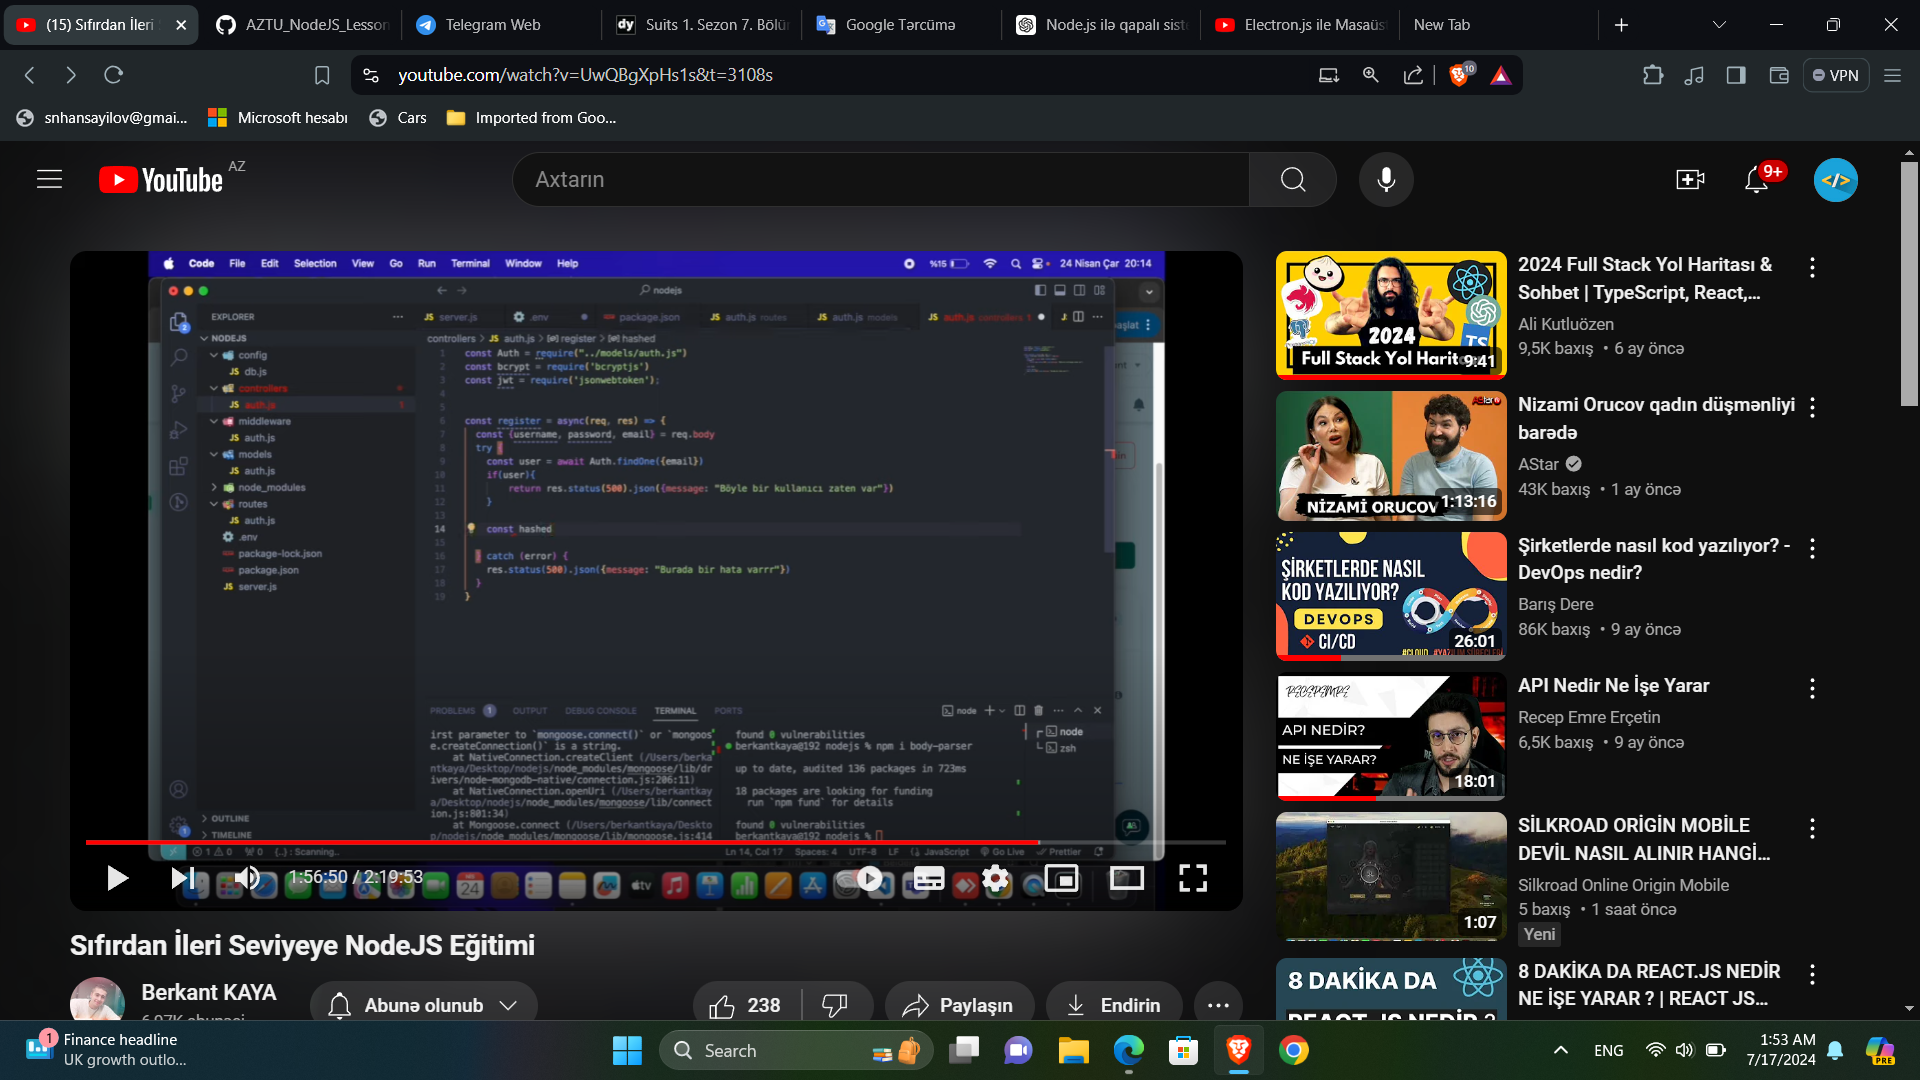 (15) Sıfırdan İleri
AZTU_NodeJS_Lesson
Telegram Web
Suits 1. Sezon 7. Bölü
Google Tərcümə
Node.js ilə qapalı sist
Electron.js ile Masaüs
New Tab
youtube.com/watch?v=UwQBgXpHs1s&t=3108s
10
VPN
snhansayilov@gmai...
Microsoft hesabı
Cars
Imported from Goo...
YouTube AZ
Axtarın
9+
Code File Edit Selection View Go Run Terminal Window Help
%15
24 Nisan Çar 20:14
nodejs
EXPLORER
server.js
.env
package.json
auth.js routes
auth.js models
auth.js controllers 1
controllers > auth.js > register > hashed
NODEJS
config
db.js
controllers
auth.js 1
middleware
auth.js
models
auth.js
node_modules
routes
auth.js
.env
package-lock.json
package.json
server.js
OUTLINE
TIMELINE
1 const Auth = require("../models/auth.js")
2 const bcrypt = require('bcryptjs')
3 const jwt = require('jsonwebtoken');
4
5
6 const register = async(req, res) => {
7 const {username, password, email} = req.body
8 try {
9 const user = await Auth.findOne({email})
10 if(user){
11 return res.status(500).json({message: "Böyle bir kullanıcı zaten var"})
12 }
13
14 const hashed
15
16 } catch (error) {
17 res.status(500).json({message: "Burada bir hata varrr"})
18 }
19 }
PROBLEMS 1 OUTPUT DEBUG CONSOLE TERMINAL PORTS
node
irst parameter to `mongoose.connect()` or `mongoos
e.createConnection()` is a string.
at NativeConnection.createClient (/Users/berka
ntkaya/Desktop/nodejs/node_modules/mongoose/lib/dr
ivers/node-mongodb-native/connection.js:206:11)
at NativeConnection.openUri (/Users/berkantkay
a/Desktop/nodejs/node_modules/mongoose/lib/connect
ion.js:801:34)
at Mongoose.connect (/Users/berkantkaya/Deskto
p/nodejs/node_modules/mongoose/lib/mongoose.js:414
found 0 vulnerabilities
berkantkaya@192 nodejs % npm i body-parser
up to date, audited 136 packages in 723ms
18 packages are looking for funding
run `npm fund` for details
found 0 vulnerabilities
berkantkaya@192 nodejs %
node
zsh
1 0 0 {..} : Scanning..
Ln 14, Col 17 Spaces: 4 UTF-8 LF JavaScript Go Live Prettier
1:56:50 / 2:19:53
Sıfırdan İleri Seviyeye NodeJS Eğitimi
Berkant KAYA
Abunə olunub
238
Paylaşın
Endirin
2024
Full Stack Yol Harit
9:41
2024 Full Stack Yol Haritası &
Sohbet | TypeScript, React,...
Ali Kutluözen
9,5K baxış • 6 ay öncə
NİZAMİ ORUCOV
1:13:16
Nizami Orucov qadın düşmənliyi
barədə
AStar
43K baxış • 1 ay öncə
ŞİRKETLERDE NASIL
KOD YAZILIYOR?
DEVOPS
CI/CD
26:01
Şirketlerde nasıl kod yazılıyor? -
DevOps nedir?
Barış Dere
86K baxış • 9 ay öncə
RECEPEMRE
API NEDİR?
NE İŞE YARAR?
18:01
API Nedir Ne İşe Yarar
Recep Emre Erçetin
6,5K baxış • 9 ay öncə
1:07
SİLKROAD ORİGİN MOBİLE
DEVİL NASIL ALINIR HANGİ...
Silkroad Online Origin Mobile
5 baxış • 1 saat öncə
Yeni
8 DAKİKA DA
REACT.JS NEDİR ?
8 DAKİKA DA REACT.JS NEDİR
NE İŞE YARAR ? | REACT JS...
1
Finance headline
UK growth outlo...
Search
ENG
1:53 AM
7/17/2024